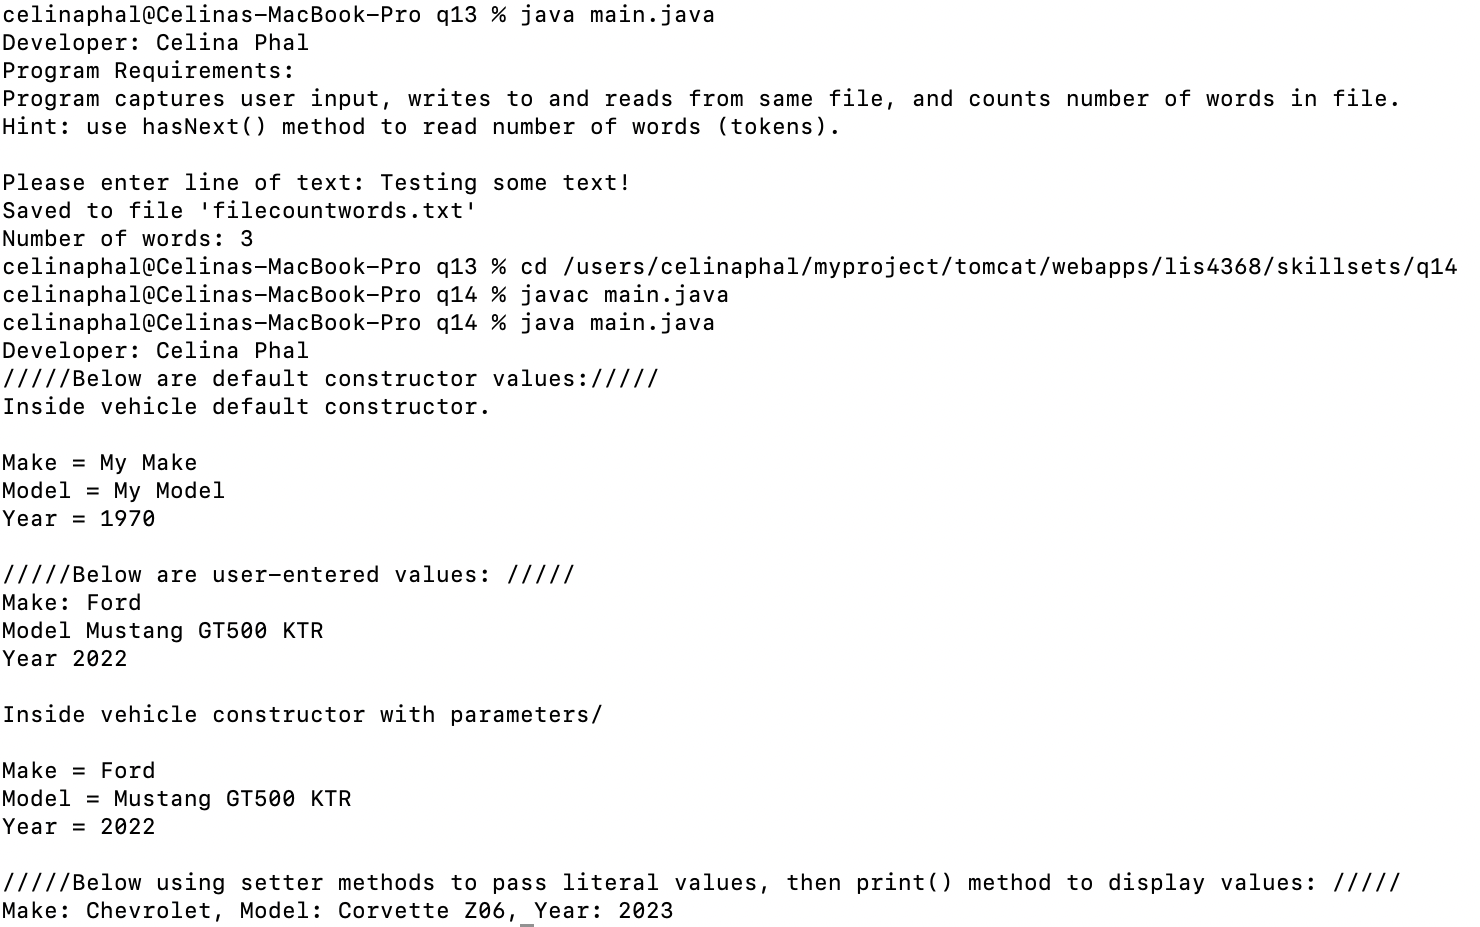 celinaphal@Celinas-MacBook-Pro q13 % java main.java
Developer: Celina Phal
Program Requirements:
Program captures user input, writes to and reads from same file, and counts number of words in file.
Hint: use hasNext() method to read number of words (tokens).
Please enter line of text: Testing some text!
Saved to file 'filecountwords.txt'
Number of words: 3
celinaphal@Celinas-MacBook-Pro q13 % cd /users/celinaphal/myproject/tomcat/webapps/lis4368/skillsets/q14
celinaphal@Celinas-MacBook-Pro q14 % javac main.java
celinaphal@Celinas-MacBook-Pro q14 % java main.java
Developer: Celina Phal
/////Below are default constructor values://///
Inside vehicle default constructor.
Make = My Make
Model = My Model
Year = 1970
/////Below are user-entered values: /////
Make: Ford
Model Mustang GT500 KTR
Year 2022
Inside vehicle constructor with parameters/
Make = Ford
Model = Mustang GT500 KTR
Year = 2022
/////Below using setter methods to pass literal values, then print() method to display values: /////
Make: Chevrolet, Model: Corvette Z06, Year: 2023